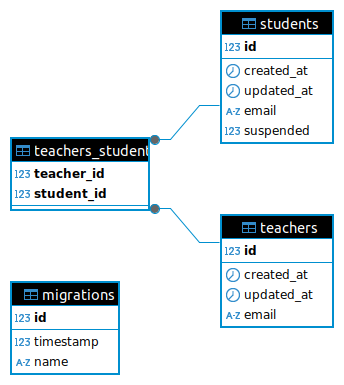 students
123 id
created_at
updated_at
A-Z email
123 suspended
teachers_student
123 teacher_id
123 student_id
teachers
123 id
created_at
updated_at
A-Z email
migrations
123 id
123 timestamp
A-Z name